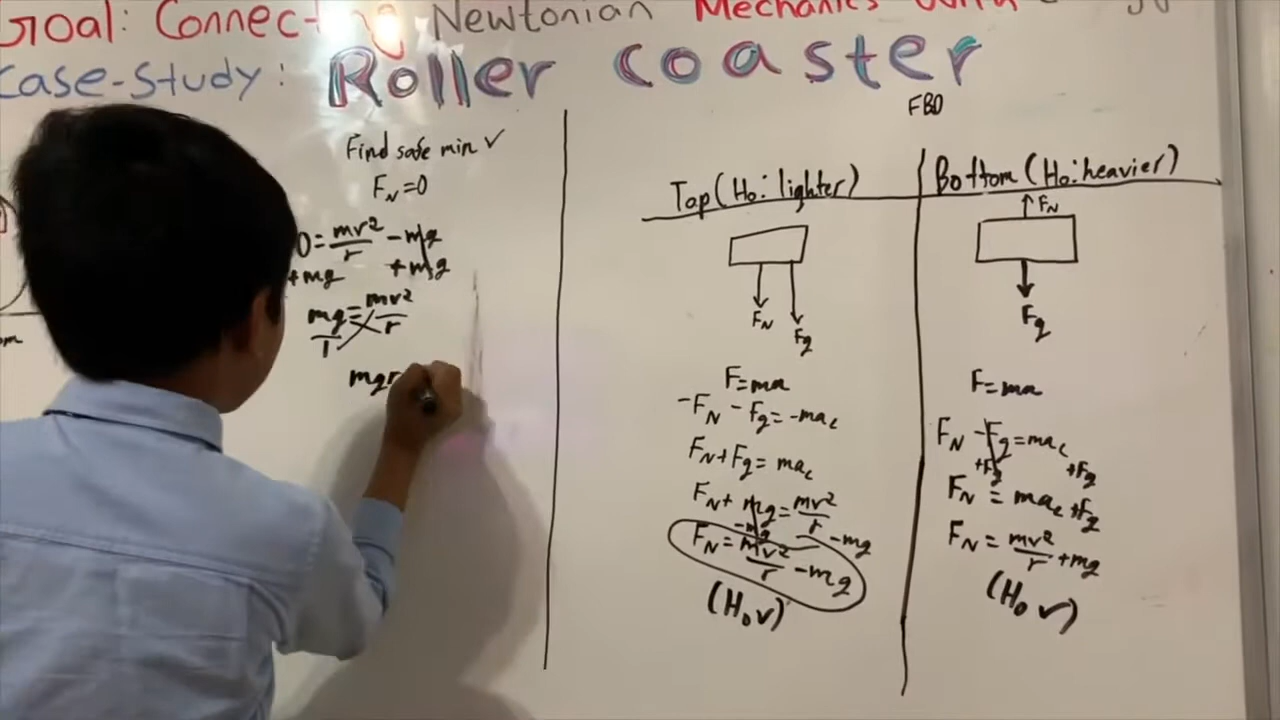 Goal: Connecting Newtonian Mechanics with
Case-Study: Roller coaster
FBD
Find safe min v
F_N=0
0=mv²/r -mg
+mg +mg
mg/1=mv²/r
mgr
Top(H₀: lighter)
F_N
F_g
F=ma
-F_N - F_g=-ma_c
F_N+F_g= ma_c
F_N+ mg=mv²/r
-mg -mg
F_N=mv²/r -mg
(H₀ ✓)
Bottom(H₀:heavier)
F_N
F_g
F=ma
F_N -F_g=ma_c
+F_g +F_g
F_N = ma_c+F_g
F_N= mv²/r +mg
(H₀ ✓)